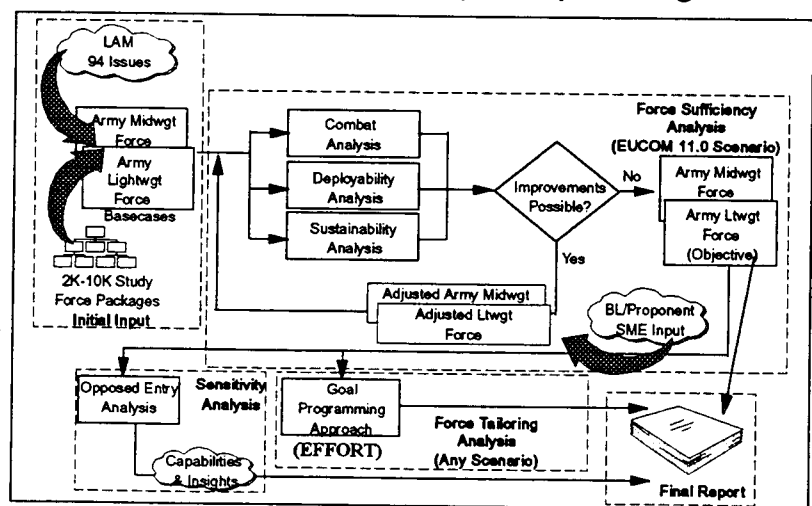 LAM
94 Issues
Army Midwgt
Force
Army
Lightwgt
Force
Basecases
2K-10K Study
Force Packages
Initial Input
Combat
Analysis
Deployability
Analysis
Sustainability
Analysis
Improvements
Possible?
No
Yes
Force Sufficiency
Analysis
(EUCOM 11.0 Scenario)
Army Midwgt
Force
Army Ltwgt
Force
(Objective)
Adjusted Army Midwgt
Adjusted Ltwgt
Force
BL/Proponent
SME Input
Opposed Entry
Analysis
Sensitivity
Analysis
Capabilities
& Insights
Goal
Programming
Approach
(EFFORT)
Force Tailoring
Analysis
(Any Scenario)
Final Report